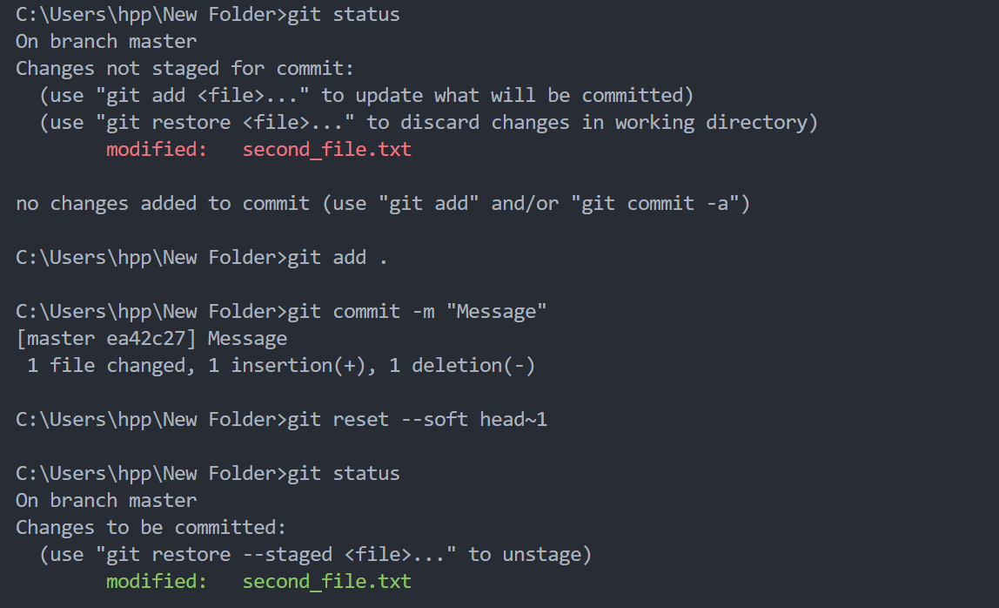 C:\Users\hpp\New Folder>git status
On branch master
Changes not staged for commit:
  (use "git add <file>..." to update what will be committed)
  (use "git restore <file>..." to discard changes in working directory)
        modified:   second_file.txt

no changes added to commit (use "git add" and/or "git commit -a")

C:\Users\hpp\New Folder>git add .

C:\Users\hpp\New Folder>git commit -m "Message"
[master ea42c27] Message
 1 file changed, 1 insertion(+), 1 deletion(-)

C:\Users\hpp\New Folder>git reset --soft head~1

C:\Users\hpp\New Folder>git status
On branch master
Changes to be committed:
  (use "git restore --staged <file>..." to unstage)
        modified:   second_file.txt